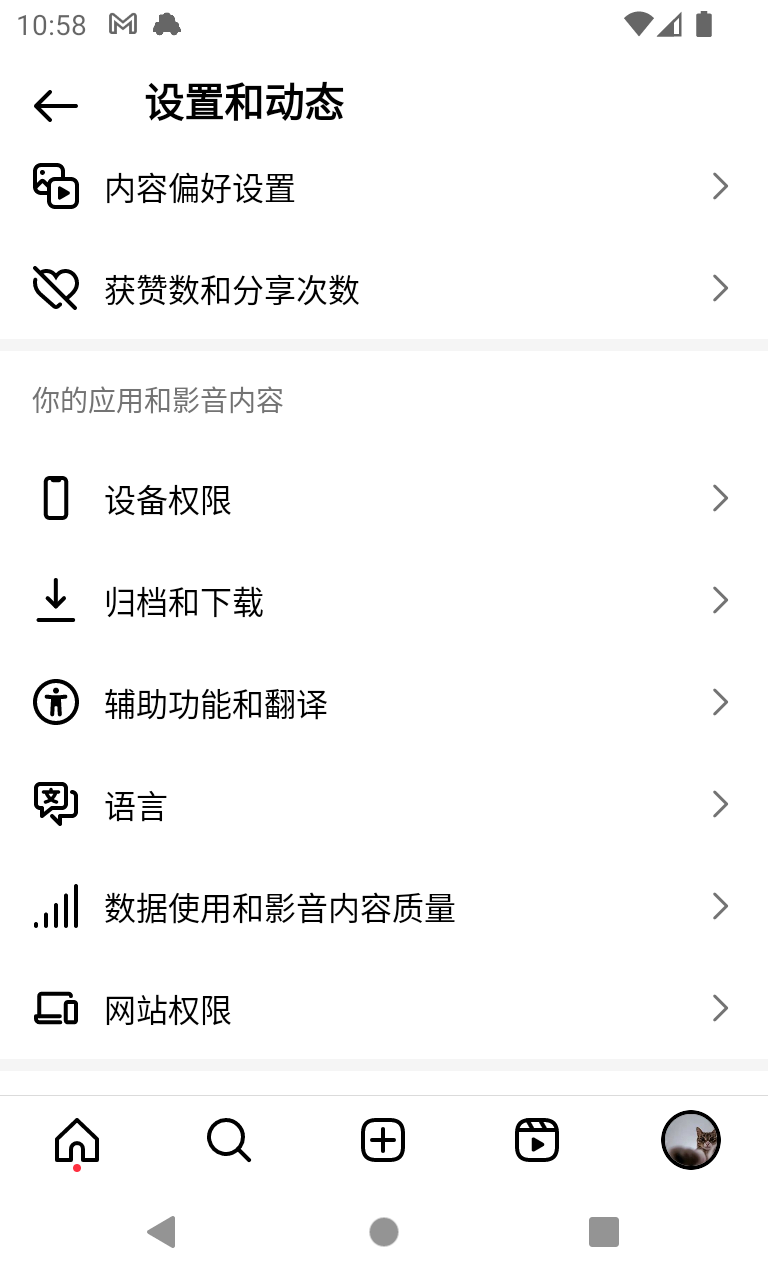 10:58
设置和动态
内容偏好设置
获赞数和分享次数
你的应用和影音内容
设备权限
归档和下载
辅助功能和翻译
语言
数据使用和影音内容质量
网站权限